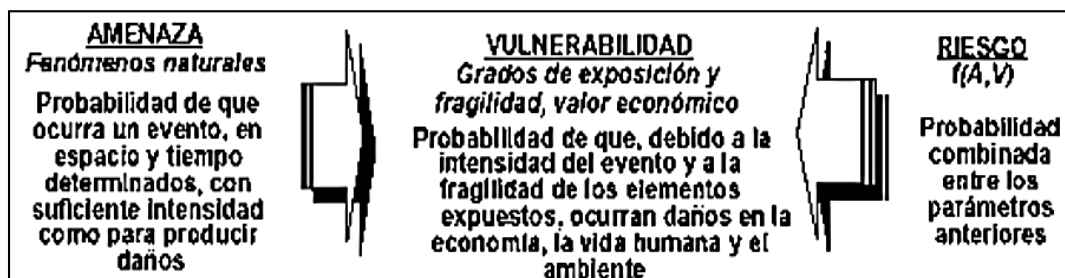 AMENAZA
Fenómenos naturales
Probabilidad de que
ocurra un evento, en
espacio y tiempo
determinados, con
suficiente intensidad
como para producir
daños
VULNERABILIDAD
Grados de exposición y
fragilidad, valor económico
Probabilidad de que, debido a la
intensidad del evento y a la
fragilidad de los elementos
expuestos, ocurran daños en la
economía, la vida humana y el
ambiente
RIESGO
f(A,V)
Probabilidad
combinada
entre los
parámetros
anteriores